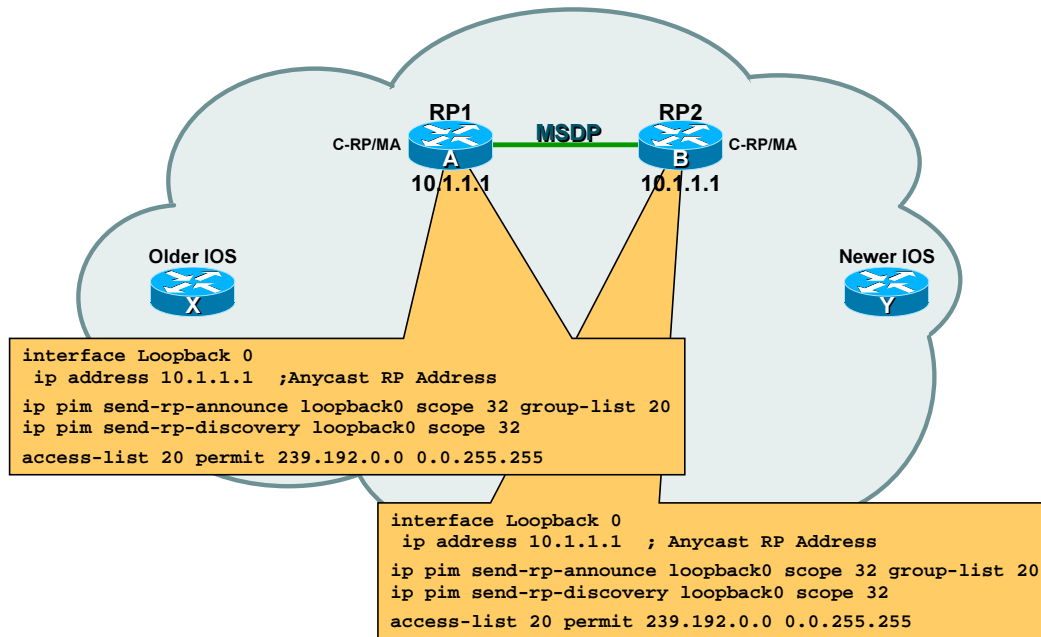 RP1
RP2
MSDP
C-RP/MA
C-RP/MA
A
B
10.1.1.1
10.1.1.1
Older IOS
Newer IOS
X
Y
interface Loopback 0
ip address 10.1.1.1 ;Anycast RP Address
ip pim send-rp-announce loopback0 scope 32 group-list 20
ip pim send-rp-discovery loopback0 scope 32
access-list 20 permit 239.192.0.0 0.0.255.255
interface Loopback 0
ip address 10.1.1.1 ; Anycast RP Address
ip pim send-rp-announce loopback0 scope 32 group-list 20
ip pim send-rp-discovery loopback0 scope 32
access-list 20 permit 239.192.0.0 0.0.255.255